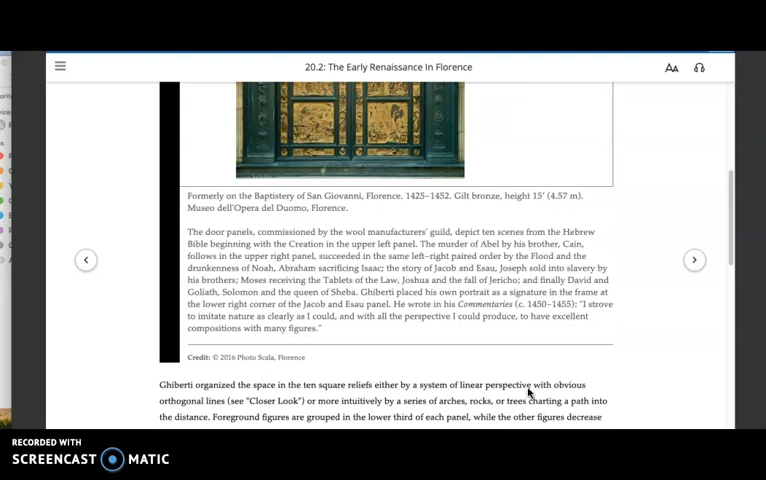 20.2: The Early Renaissance In Florence
AA
Formerly on the Baptistery of San Giovanni, Florence. 1425–1452. Gilt bronze, height 15' (4.57 m).
Museo dell'Opera del Duomo, Florence.
The door panels, commissioned by the wool manufacturers' guild, depict ten scenes from the Hebrew
Bible beginning with the Creation in the upper left panel. The murder of Abel by his brother, Cain,
follows in the upper right panel, succeeded in the same left–right paired order by the Flood and the
drunkenness of Noah, Abraham sacrificing Isaac; the story of Jacob and Esau, Joseph sold into slavery by
his brothers; Moses receiving the Tablets of the Law, Joshua and the fall of Jericho; and finally David and
Goliath, Solomon and the queen of Sheba. Ghiberti placed his own portrait as a signature in the frame at
the lower right corner of the Jacob and Esau panel. He wrote in his Commentaries (c. 1450–1455): "I strove
to imitate nature as clearly as I could, and with all the perspective I could produce, to have excellent
compositions with many figures."
Credit: © 2016 Photo Scala, Florence
Ghiberti organized the space in the ten square reliefs either by a system of linear perspective with obvious
orthogonal lines (see "Closer Look") or more intuitively by a series of arches, rocks, or trees charting a path into
the distance. Foreground figures are grouped in the lower third of each panel, while the other figures decrease
RECORDED WITH
SCREENCAST MATIC